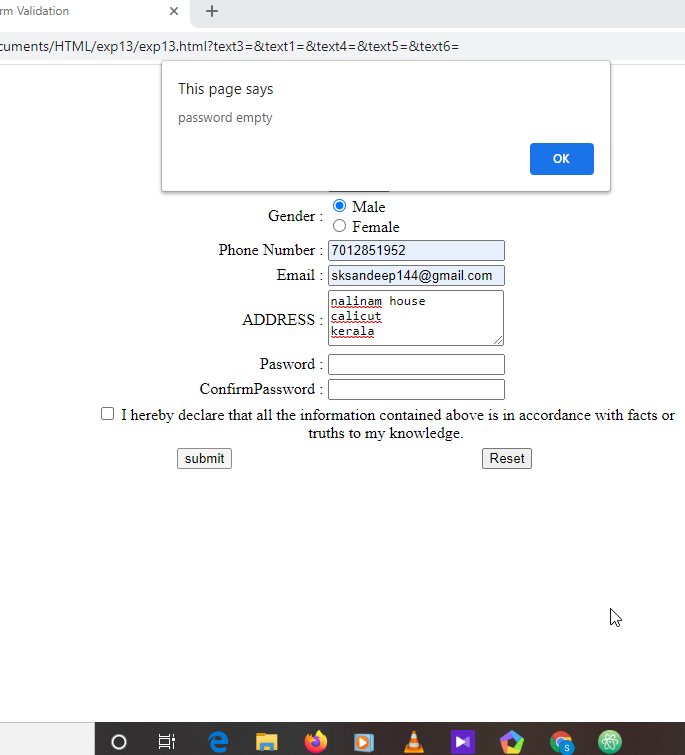 rm Validation
cuments/HTML/exp13/exp13.html?text3=&text1=&text4=&text5=&text6=
This page says
password empty
OK
Gender : Male
Female
Phone Number : 7012851952
Email : sksandeep144@gmail.com
ADDRESS : nalinam house
calicut
kerala
Pasword :
ConfirmPassword :
I hereby declare that all the information contained above is in accordance with facts or
truths to my knowledge.
submit Reset